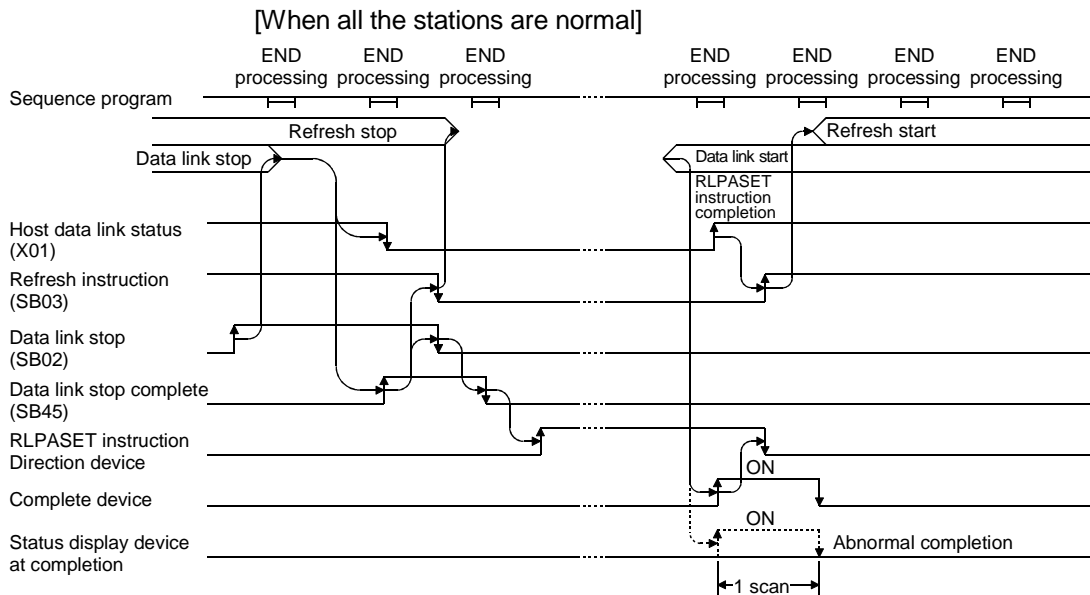 [When all the stations are normal]
END processing
END processing
END processing
END processing
END processing
END processing
END processing
Sequence program
Refresh stop
Refresh start
Data link stop
Data link start
RLPASET
instruction
completion
Host data link status
(X01)
Refresh instruction
(SB03)
Data link stop
(SB02)
Data link stop complete
(SB45)
RLPASET instruction
Direction device
ON
Complete device
ON
Status display device
at completion
Abnormal completion
1 scan